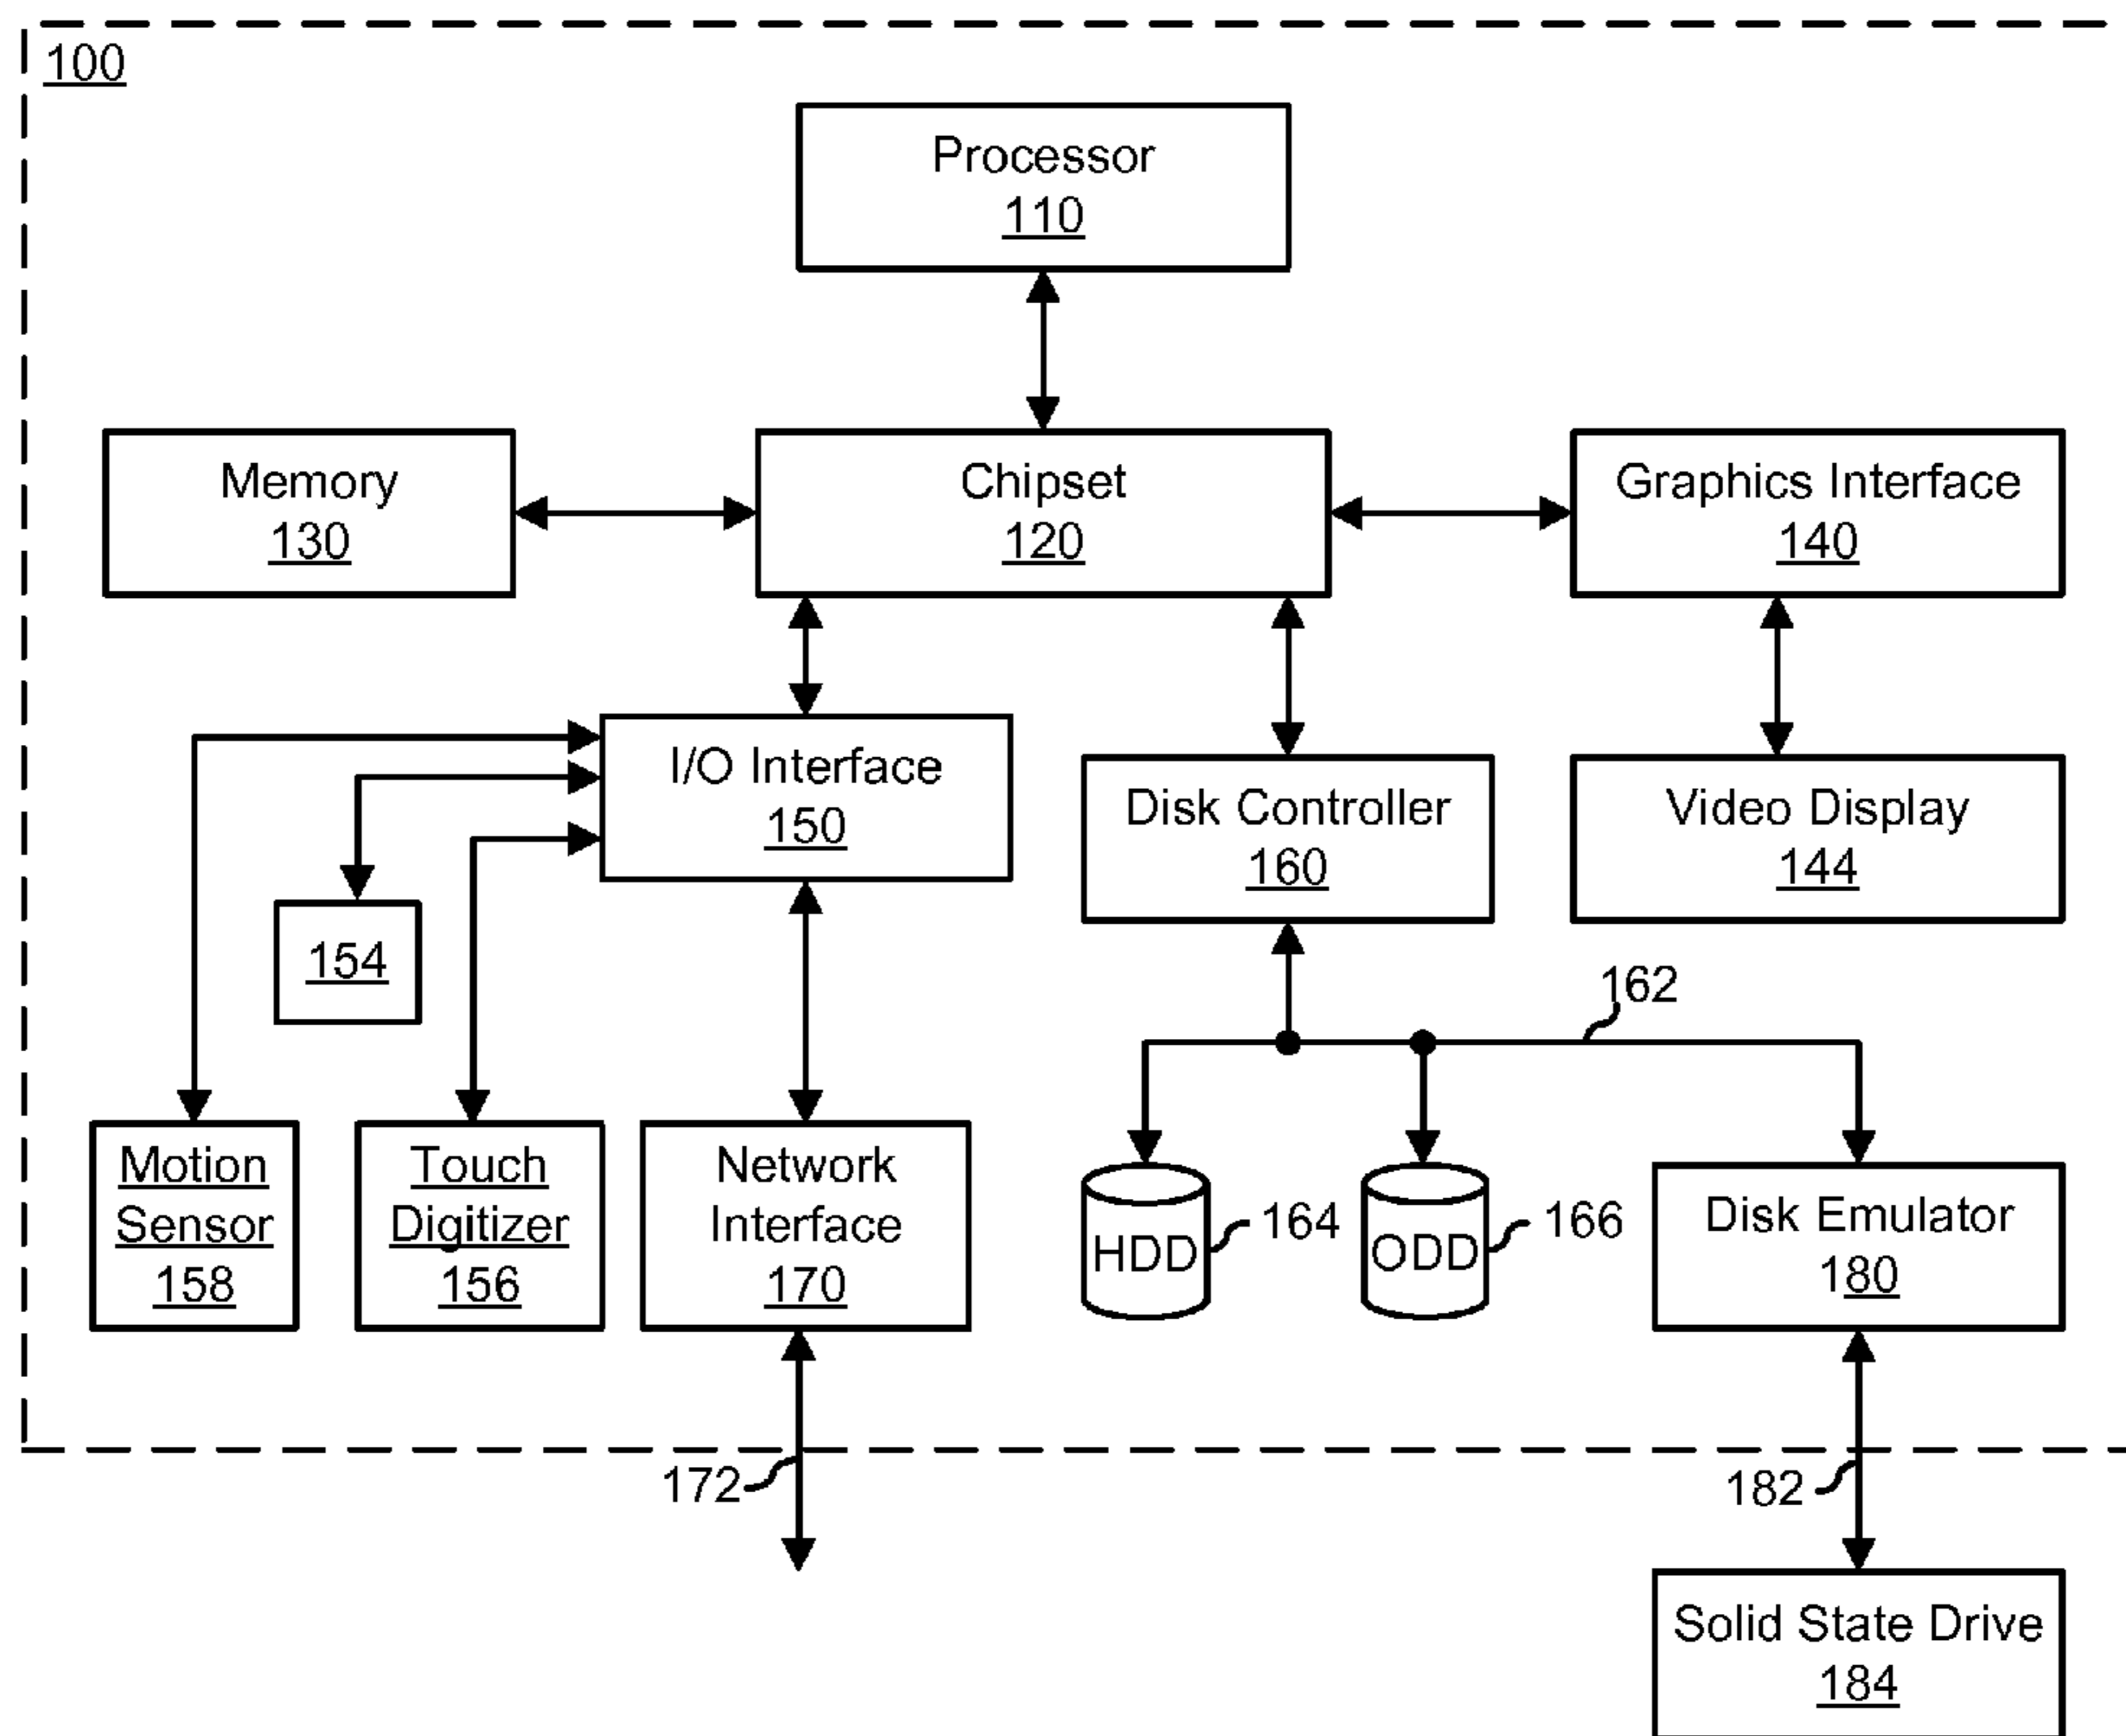 100
Processor
110
Memory
130
Chipset
120
Graphics Interface
140
I/O Interface
150
Disk Controller
160
Video Display
144
154
162
Motion
Sensor
158
Touch
Digitizer
156
Network
Interface
170
HDD
164
ODD
166
Disk Emulator
180
172
182
Solid State Drive
184